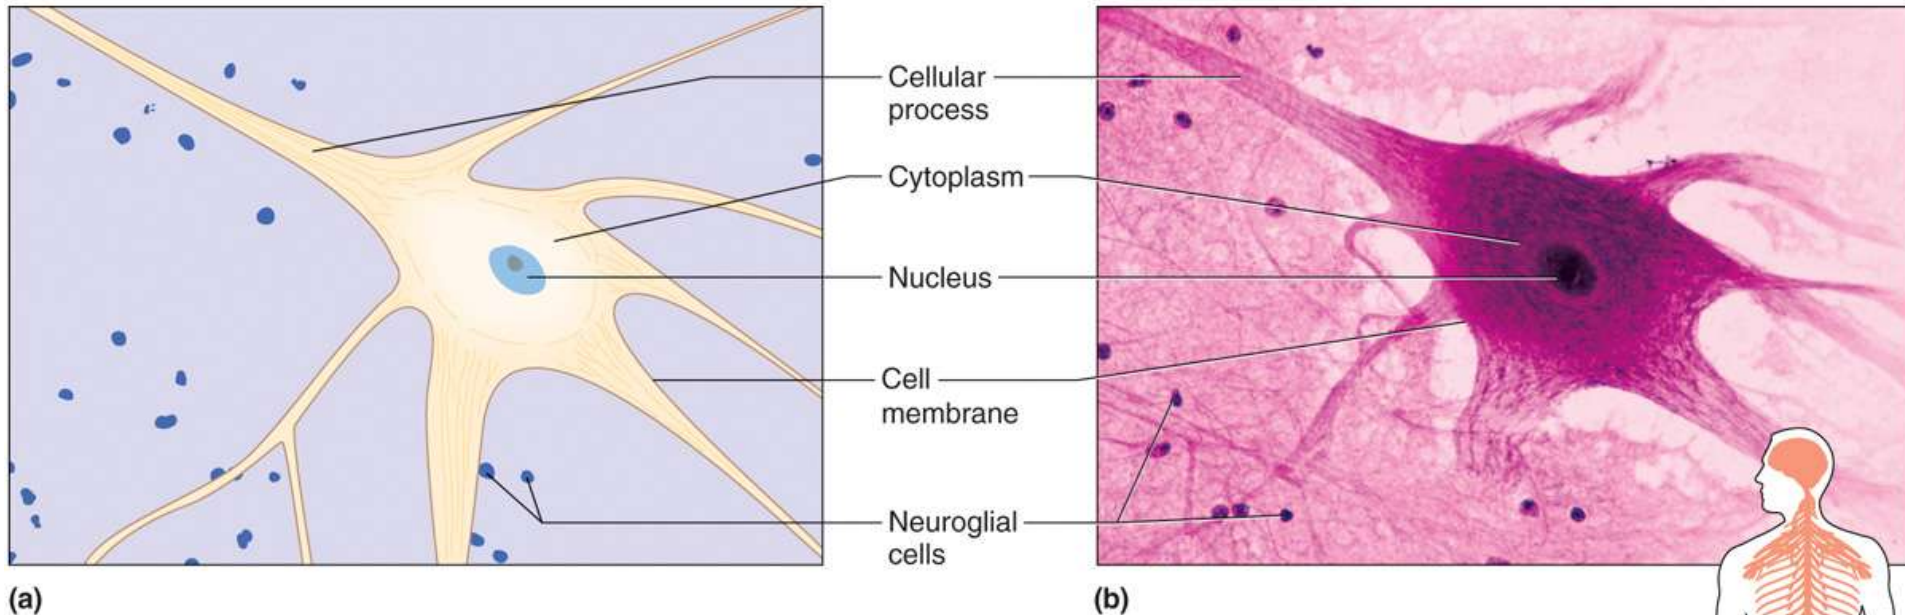 Cellular
process
Cytoplasm
Nucleus
Cell
membrane
Neuroglial
cells
(a)
(b)